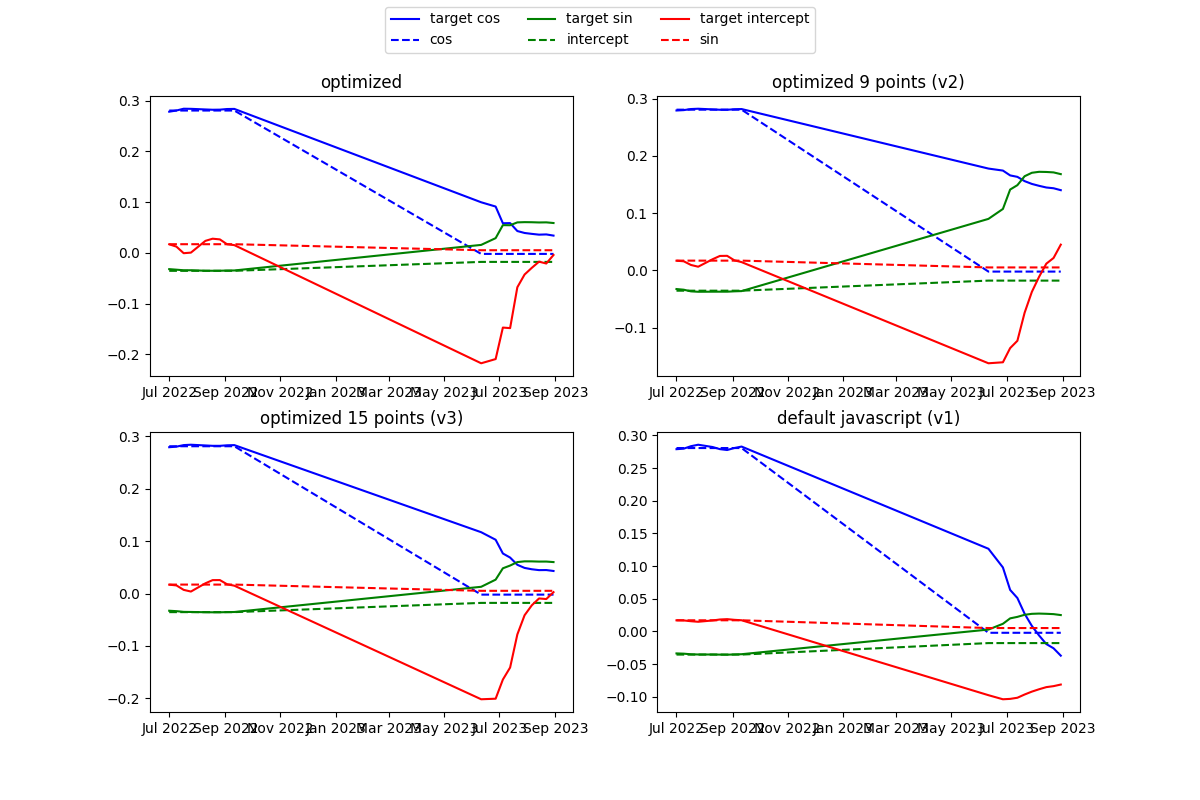 target cos target sin target intercept
cos intercept sin
optimized
0.3
0.2
0.1
0.0
−0.1
−0.2
Jul 2022 Sep 2022 Nov 2022 Jan 2023 Mar 2023 May 2023 Jul 2023 Sep 2023
optimized 9 points (v2)
0.3
0.2
0.1
0.0
−0.1
Jul 2022 Sep 2022 Nov 2022 Jan 2023 Mar 2023 May 2023 Jul 2023 Sep 2023
optimized 15 points (v3)
0.3
0.2
0.1
0.0
−0.1
−0.2
Jul 2022 Sep 2022 Nov 2022 Jan 2023 Mar 2023 May 2023 Jul 2023 Sep 2023
default javascript (v1)
0.30
0.25
0.20
0.15
0.10
0.05
0.00
−0.05
−0.10
Jul 2022 Sep 2022 Nov 2022 Jan 2023 Mar 2023 May 2023 Jul 2023 Sep 2023